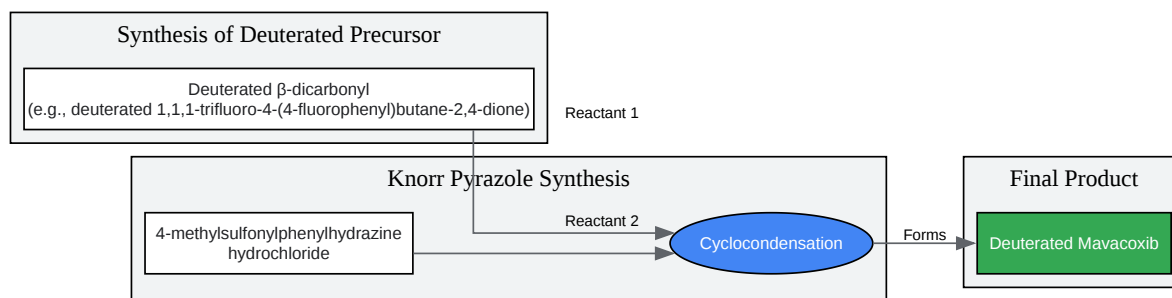 Synthesis of Deuterated Precursor
Deuterated β-dicarbonyl
(e.g., deuterated 1,1,1-trifluoro-4-(4-fluorophenyl)butane-2,4-dione)
Reactant 1
Knorr Pyrazole Synthesis
4-methylsulfonylphenylhydrazine
hydrochloride
Reactant 2
Cyclocondensation
Forms
Final Product
Deuterated Mavacoxib